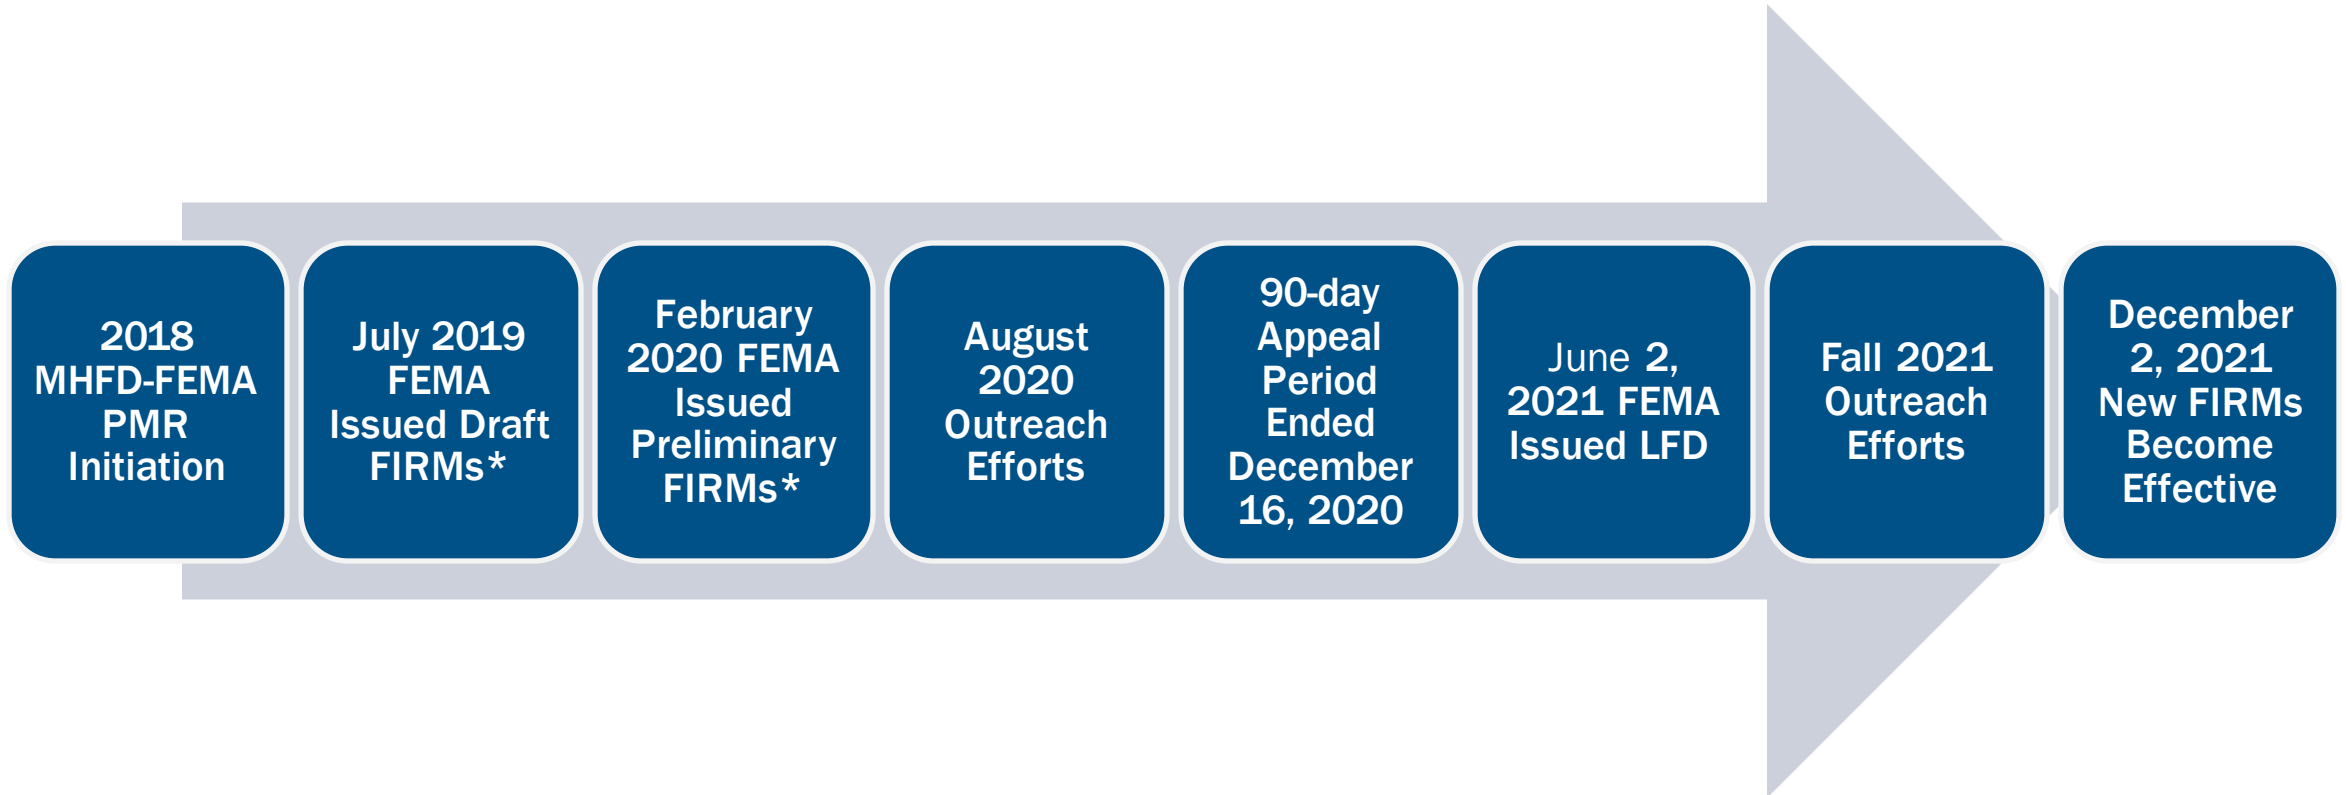 2018
MHFD-FEMA
PMR
Initiation
July 2019
FEMA
Issued Draft
FIRMs*
February
2020 FEMA
Issued
Preliminary
FIRMs*
August
2020
Outreach
Efforts
90-day
Appeal
Period
Ended
December
16, 2020
June 2,
2021 FEMA
Issued LFD
Fall 2021
Outreach
Efforts
December
2, 2021
New FIRMs
Become
Effective